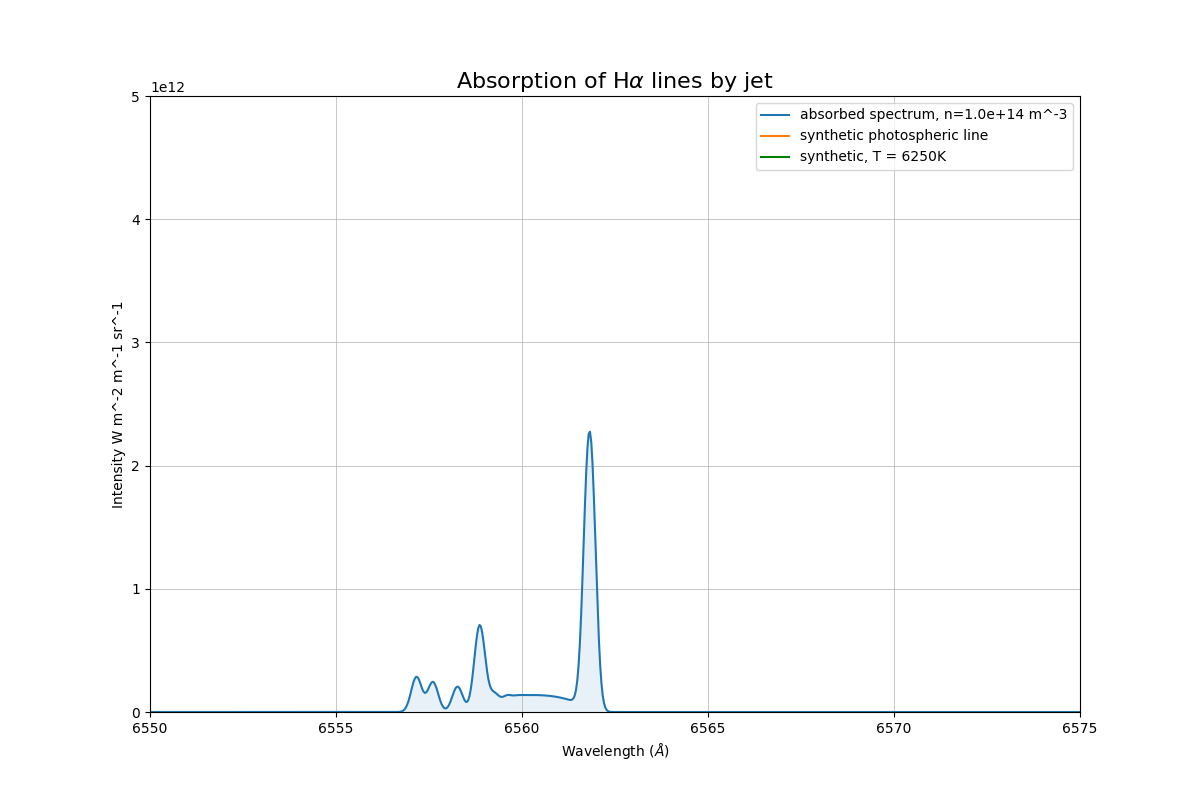 Absorption of Hα lines by jet
1e12
absorbed spectrum, n=1.0e+14 m^-3
synthetic photospheric line
synthetic, T = 6250K
5
4
3
2
1
0
Intensity W m^-2 m^-1 sr^-1
6550 6555 6560 6565 6570 6575
Wavelength (Å)